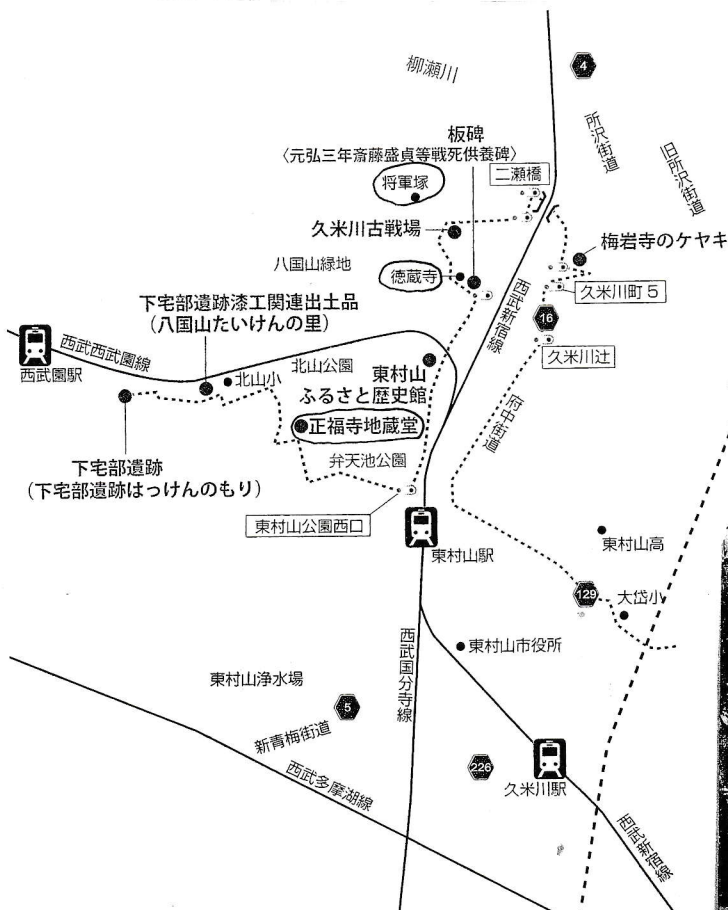 柳瀬川
4
所沢街道
旧所沢街道
板碑
〈元弘三年斎藤盛貞等戦死供養碑〉
将軍塚
二瀬橋
久米川古戦場
梅岩寺のケヤキ
八国山緑地
徳蔵寺
久米川町5
西武新宿線
16
久米川辻
下宅部遺跡漆工関連出土品
(八国山たいけんの里)
西武西武園線
西武園駅
北山公園
北山小
東村山
ふるさと歴史館
府中街道
正福寺地蔵堂
弁天池公園
下宅部遺跡
(下宅部遺跡はっけんのもり)
東村山公園西口
東村山駅
東村山高
129
大岱小
西武国分寺線
東村山市役所
東村山浄水場
5
新青梅街道
西武多摩湖線
226
久米川駅
西武新宿線